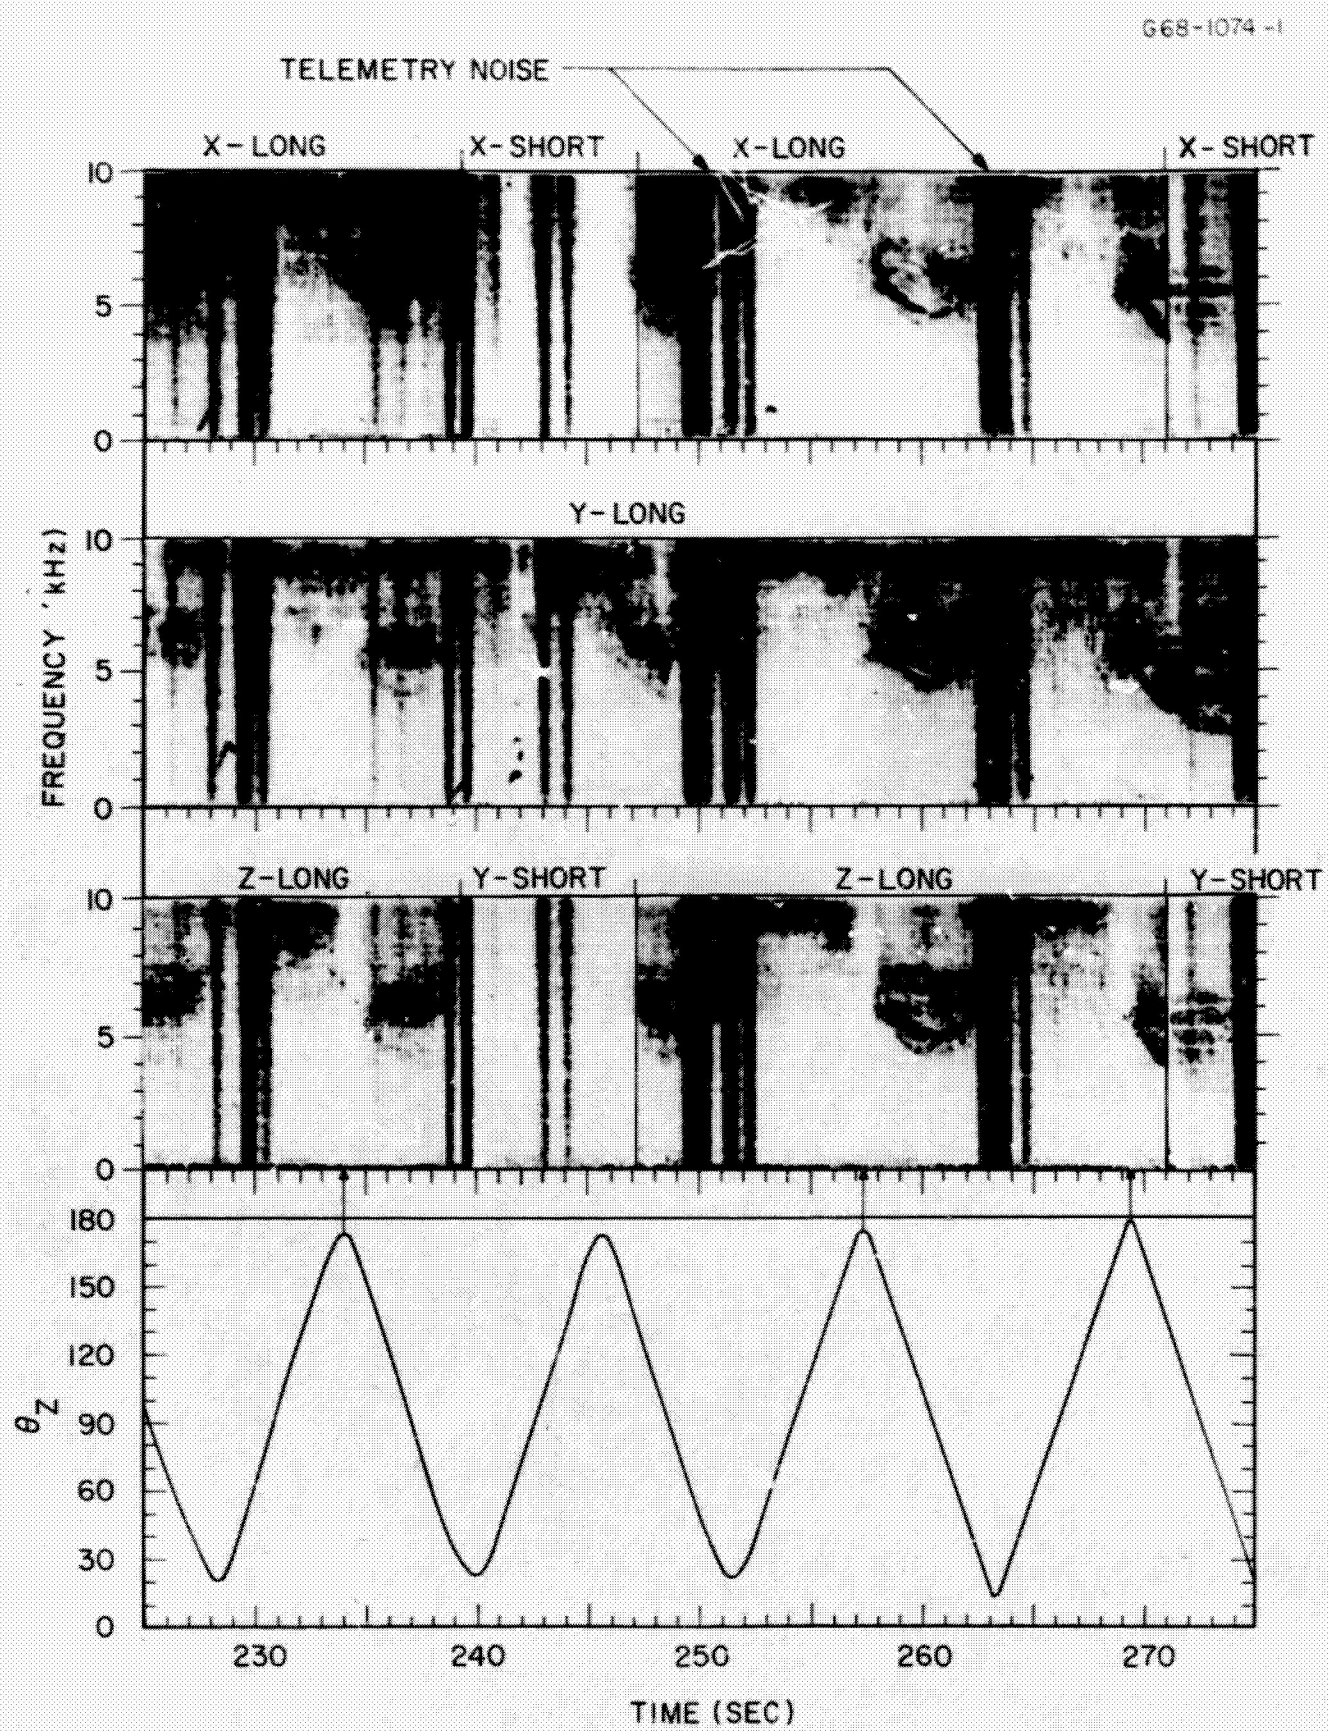 G68-1074-1
TELEMETRY NOISE
X-LONG X-SHORT X-LONG X-SHORT
10
5
0
Y-LONG
10
5
0
FREQUENCY 'kHz)
Z-LONG Y-SHORT Z-LONG Y-SHORT
10
5
0
180
150
120
90
60
30
0
θZ
230 240 250 260 270
TIME (SEC)